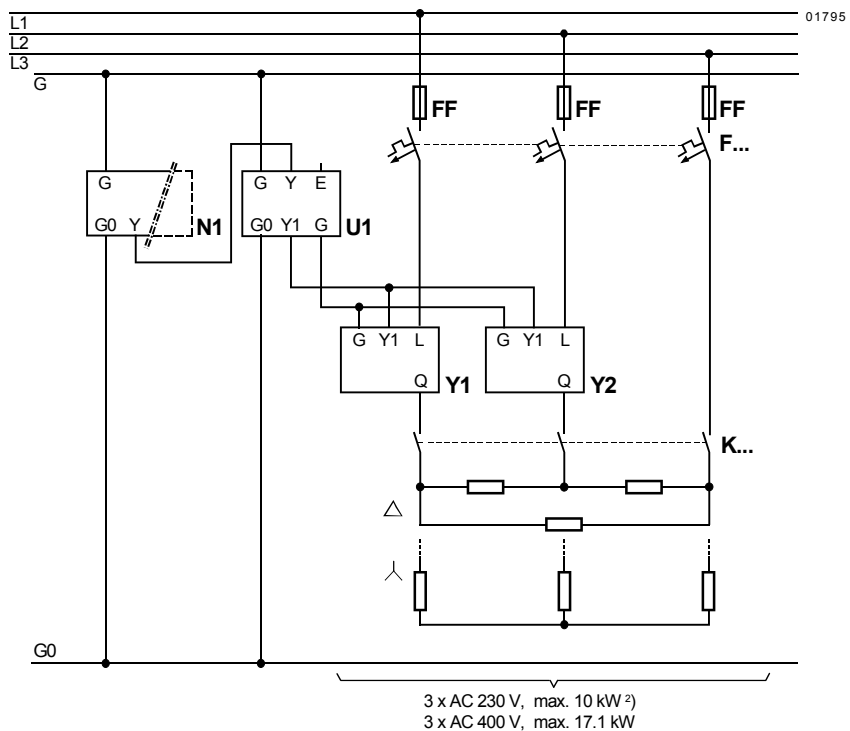 L1
01795
L2
L3
G
FF FF FF
F...
G
G Y E
G0 Y N1
G0 Y1 G U1
G Y1 L
G Y1 L
Q Y1
Q Y2
K...
G0
3 x AC 230 V, max. 10 kW ²)
3 x AC 400 V, max. 17.1 kW